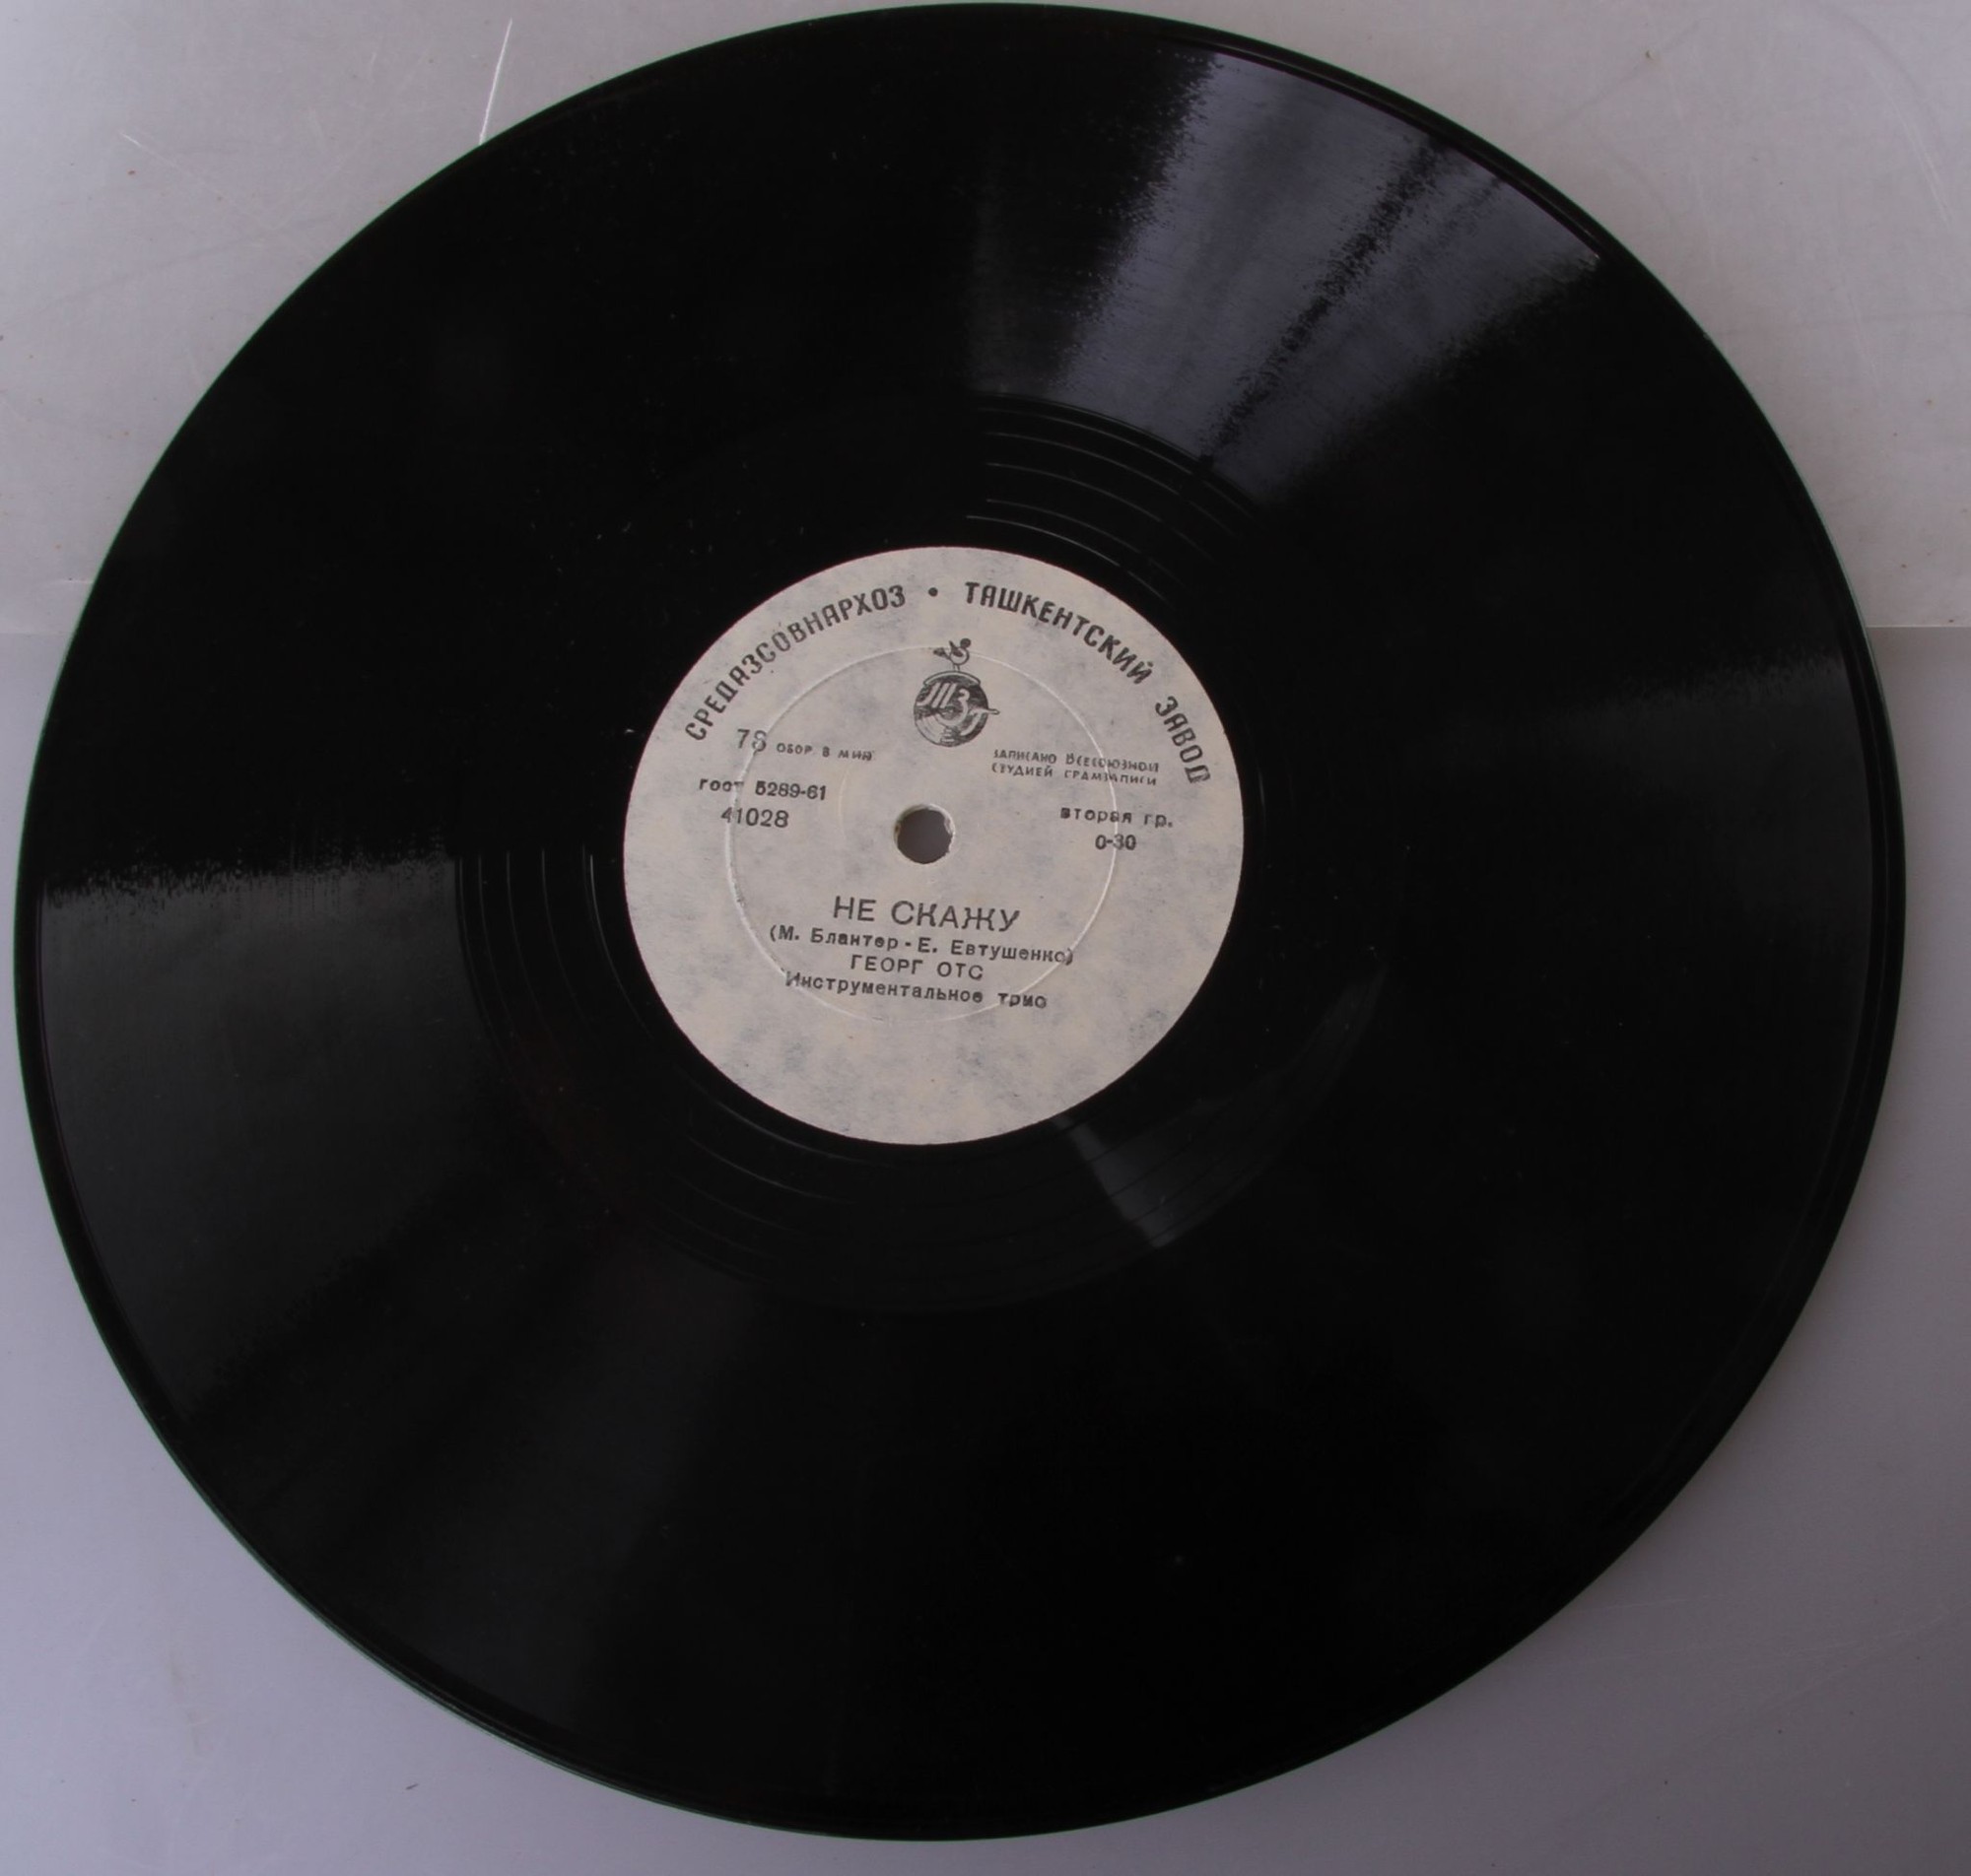 СРЕДАЗСОВНАРХОЗ • ТАШКЕНТСКИЙ ЗАВОД
ТЗГ
78 ОБОР В МИН
ЗАПИСАНО ВСЕСОЮЗНОЙ
СТУДИЕЙ ГРАМЗАПИСИ
ГОСТ 5289-61
41028
вторая гр.
0-30
НЕ СКАЖУ
(М. Блантер - Е. Евтушенко)
ГЕОРГ ОТС
Инструментальное трио